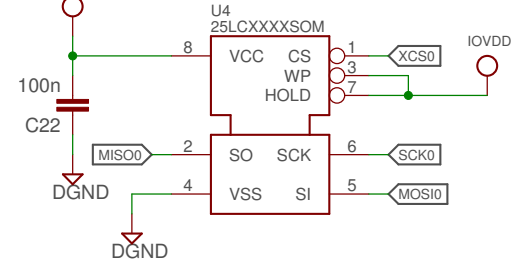 U4
25LCXXXXSOM
IOVDD
8 VCC CS 1 XCS0
WP 3
100n HOLD 7
C22
MISO0 2 SO SCK 6 SCK0
DGND 4 VSS SI 5 MOSI0
DGND